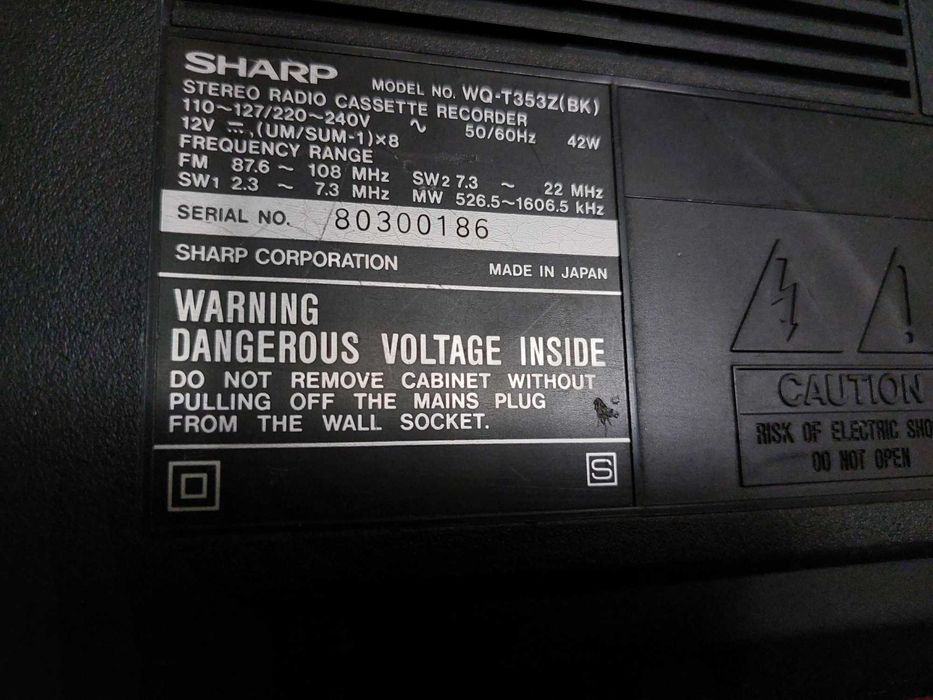 SHARP MODEL NO. WQ-T353Z(BK)
STEREO RADIO CASSETTE RECORDER
110~127/220~240V ~ 50/60Hz 42W
12V ⎓,(UM/SUM-1)×8
FREQUENCY RANGE
FM 87.6 ~ 108 MHz SW2 7.3 ~ 22 MHz
SW1 2.3 ~ 7.3 MHz MW 526.5~1606.5 kHz
SERIAL NO. 80300186
SHARP CORPORATION MADE IN JAPAN
WARNING
DANGEROUS VOLTAGE INSIDE
DO NOT REMOVE CABINET WITHOUT
PULLING OFF THE MAINS PLUG
FROM THE WALL SOCKET.
S
CAUTION
RISK OF ELECTRIC SHO
DO NOT OPEN